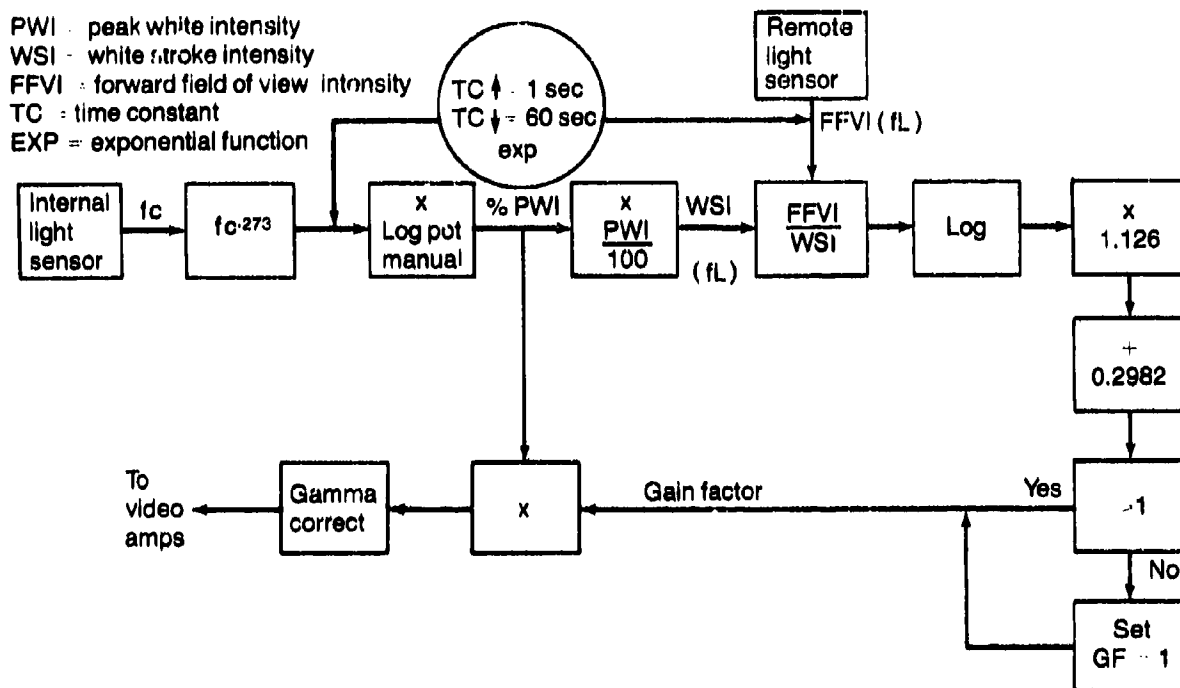 PWI - peak white intensity
WSI - white stroke intensity
FFVI = forward field of view intensity
TC = time constant
EXP = exponential function
TC ↑ - 1 sec
TC ↓ = 60 sec
exp
Remote
light
sensor
FFVI (fL)
Internal
light
sensor
fc
fc.273
x
Log pot
manual
% PWI
x
PWI
100
WSI
(fL)
FFVI
WSI
Log
x
1.126
+
0.2982
To
video
amps
Gamma
correct
x
Gain factor
Yes
1
No
Set
GF - 1